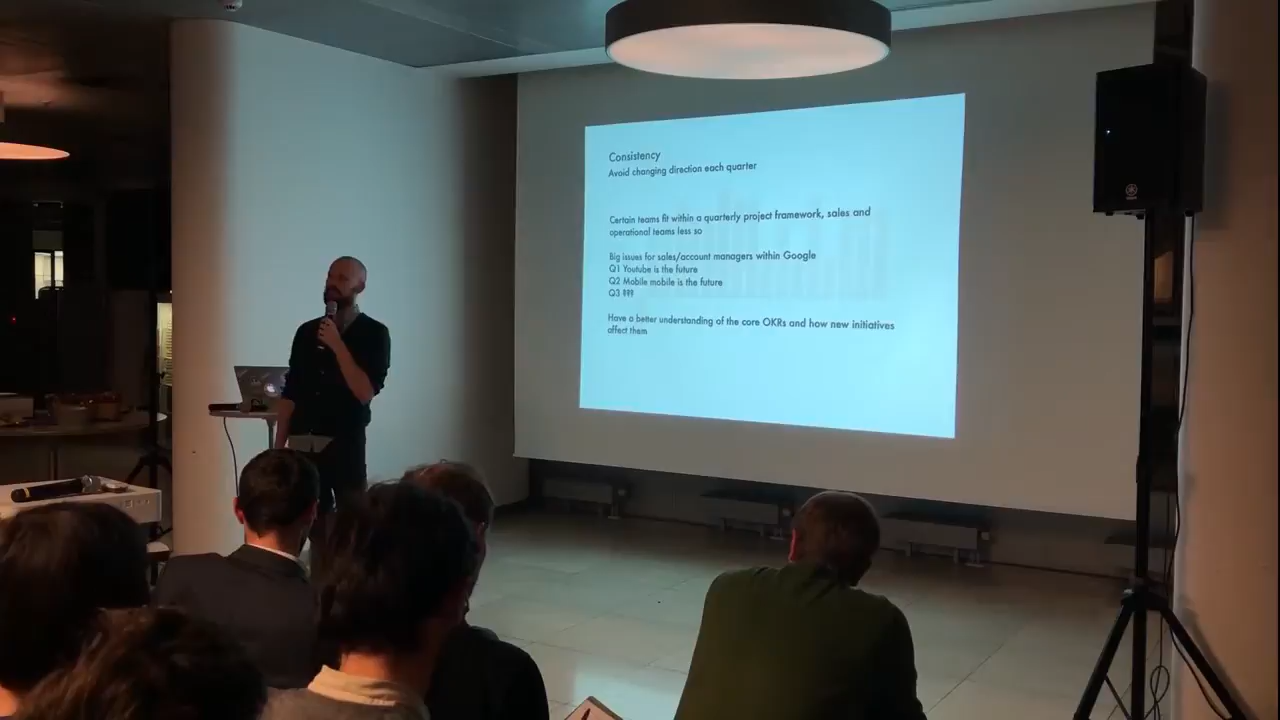 Consistency
Avoid changing direction each quarter
Certain teams fit within a quarterly project framework, sales and
operational teams less so
Big issues for sales/account managers within Google
Q1 Youtube is the future
Q2 Mobile mobile is the future
Q3 ???
Have a better understanding of the core OKRs and how new initiatives
affect them